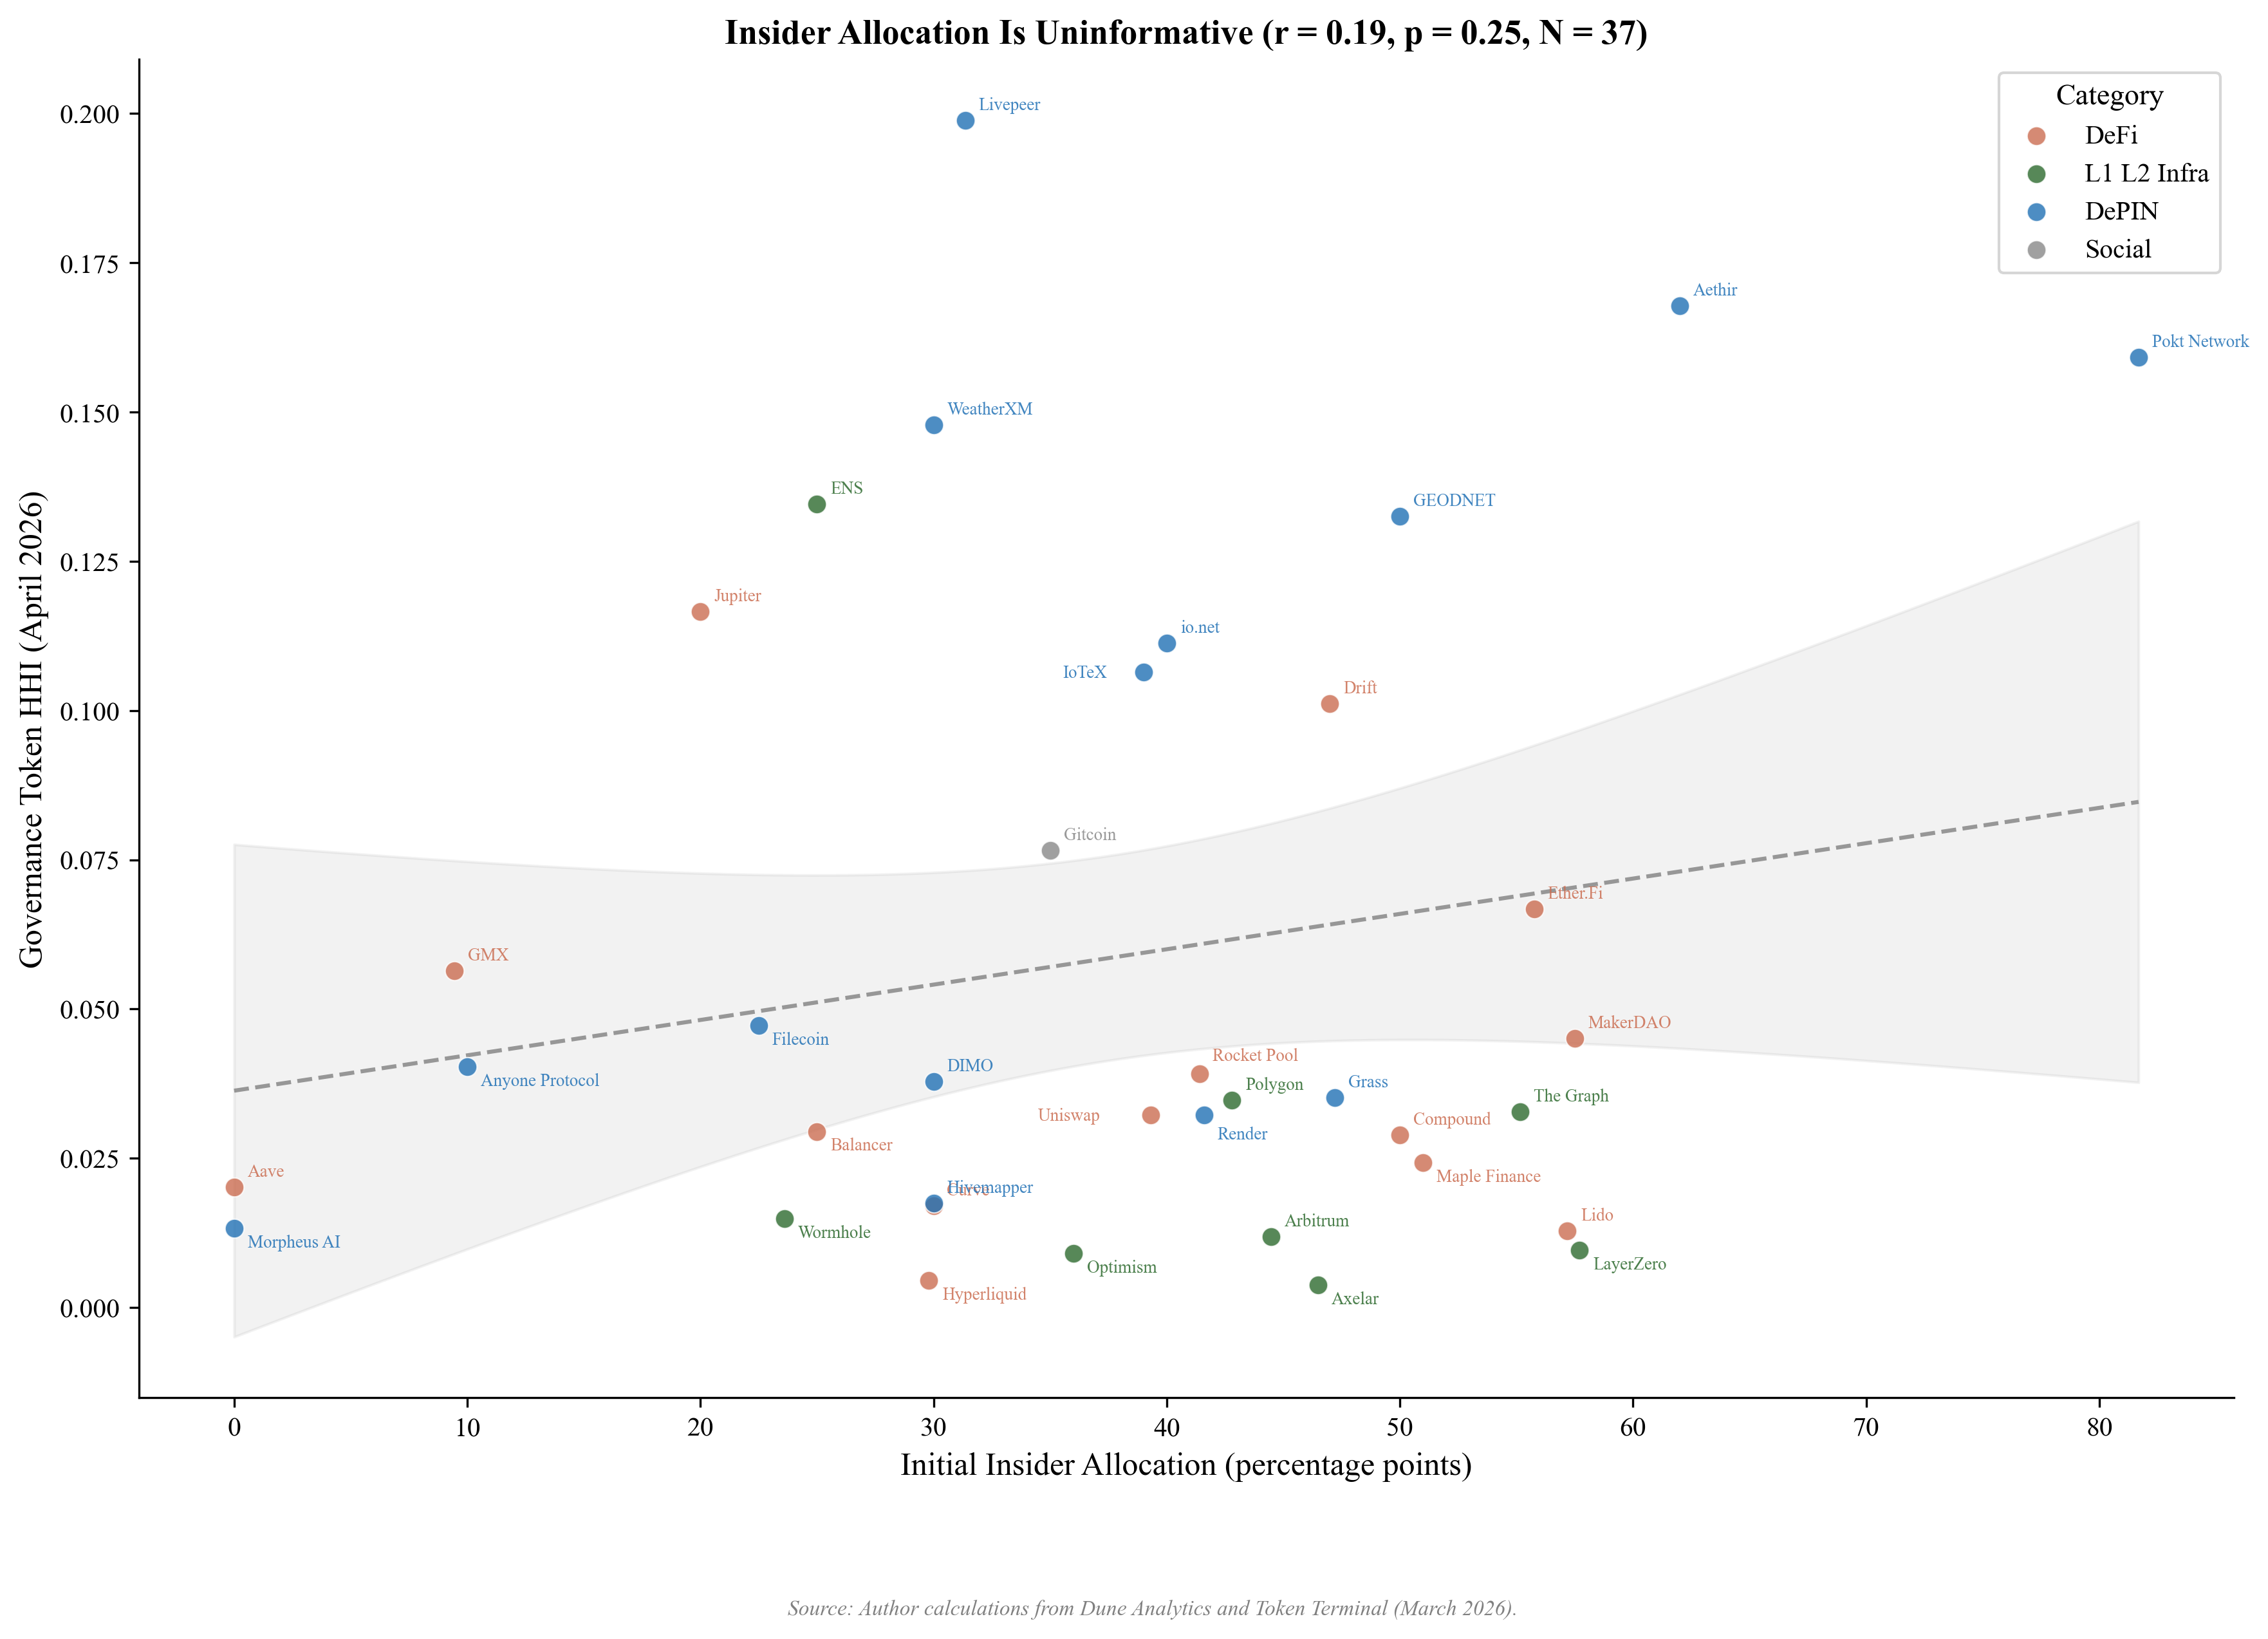 Insider Allocation Is Uninformative (r = 0.19, p = 0.25, N = 37)
Governance Token HHI (April 2026)
0.200
0.175
0.150
0.125
0.100
0.075
0.050
0.025
0.000
Category
DeFi
L1 L2 Infra
DePIN
Social
Livepeer
Aethir
Pokt Network
WeatherXM
ENS
GEODNET
Jupiter
io.net
IoTeX
Drift
Gitcoin
Ether.Fi
GMX
MakerDAO
Filecoin
Rocket Pool
DIMO
Anyone Protocol
Polygon
Grass
The Graph
Uniswap
Render
Compound
Balancer
Aave
Maple Finance
Hivemapper
Curve
Morpheus AI
Wormhole
Arbitrum
Lido
Optimism
LayerZero
Hyperliquid
Axelar
0 10 20 30 40 50 60 70 80
Initial Insider Allocation (percentage points)
Source: Author calculations from Dune Analytics and Token Terminal (March 2026).